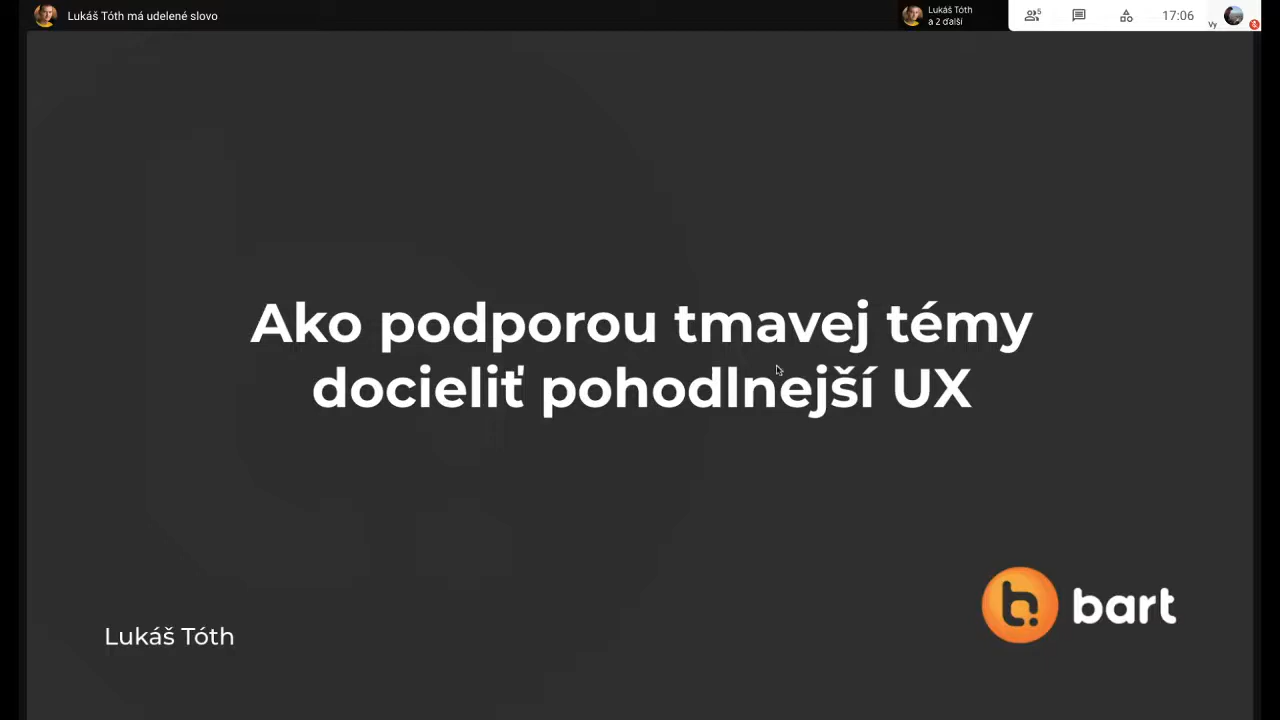 Lukáš Tóth má udelené slovo
Lukáš Tóth
a 2 ďalší
5
17:06
Vy
Ako podporou tmavej témy
docieliť pohodlnejší UX
Lukáš Tóth
b.
bart